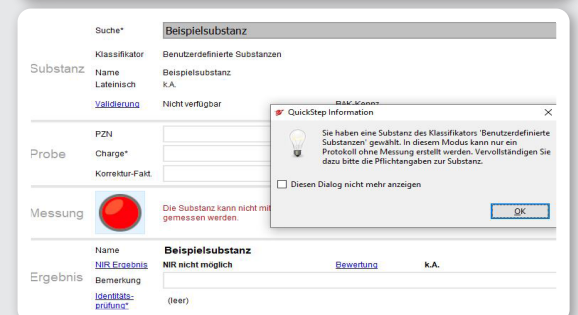 Suche* Beispielsubstanz
Substanz
Klassifikator Benutzerdefinierte Substanzen
Name Beispielsubstanz
Lateinisch k.A.
Validierung Nicht verfügbar BAK-Kennz
QuickStep Information
Sie haben eine Substanz des Klassifikators 'Benutzerdefinierte
Substanzen' gewählt. In diesem Modus kann nur ein
Protokoll ohne Messung erstellt werden. Vervollständigen Sie
dazu bitte die Pflichtangaben zur Substanz.
Diesen Dialog nicht mehr anzeigen
OK
Probe
PZN
Charge*
Korrektur-Fakt.
Messung
Die Substanz kann nicht mit
gemessen werden.
Ergebnis
Name Beispielsubstanz
NIR Ergebnis NIR nicht möglich Bewertung k.A.
Bemerkung
Identitäts-
prüfung* (leer)